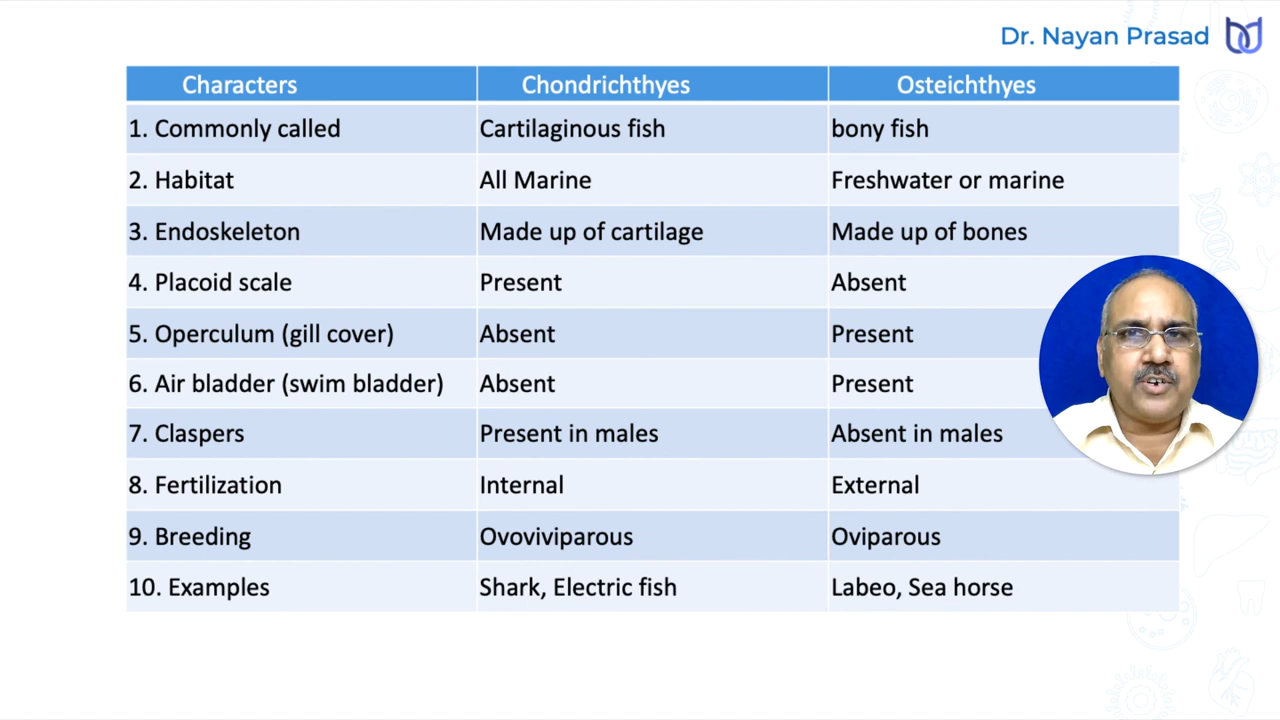 Dr. Nayan Prasad
Characters Chondrichthyes Osteichthyes
1. Commonly called Cartilaginous fish bony fish
2. Habitat All Marine Freshwater or marine
3. Endoskeleton Made up of cartilage Made up of bones
4. Placoid scale Present Absent
5. Operculum (gill cover) Absent Present
6. Air bladder (swim bladder) Absent Present
7. Claspers Present in males Absent in males
8. Fertilization Internal External
9. Breeding Ovoviviparous Oviparous
10. Examples Shark, Electric fish Labeo, Sea horse